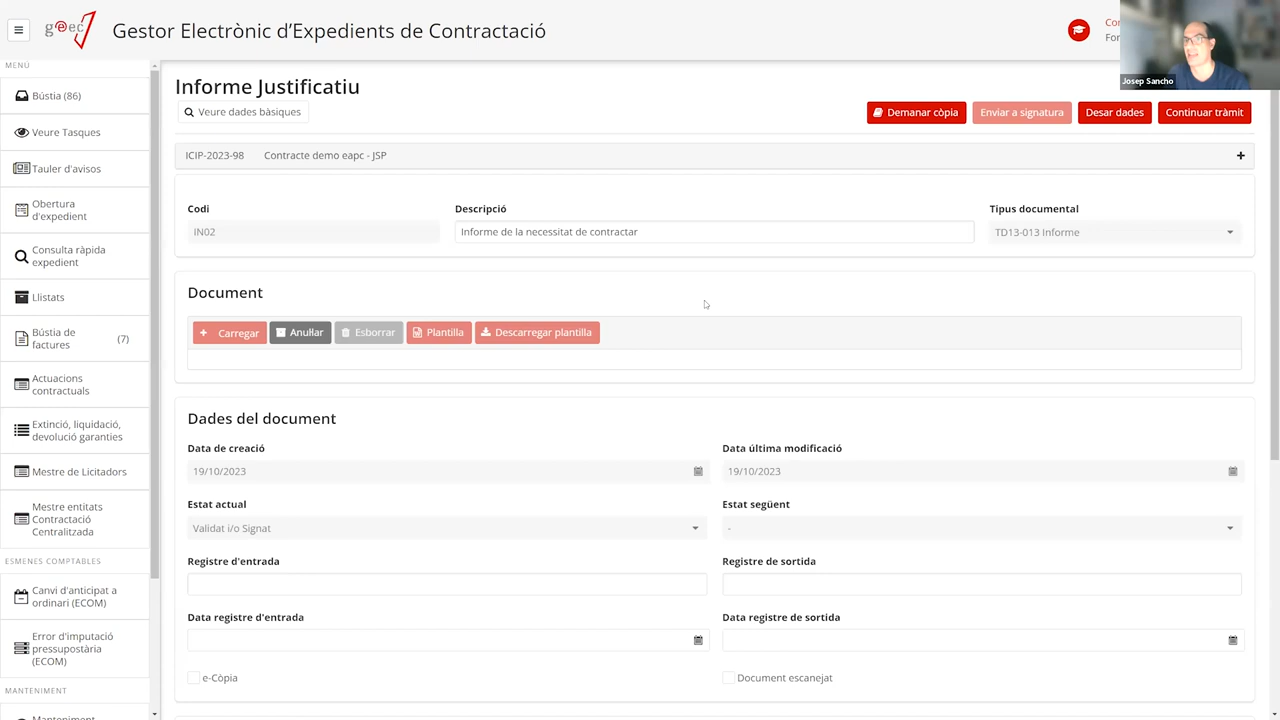 geec
Gestor Electrònic d'Expedients de Contractació
Josep Sancho
MENÚ
Bústia (86)
Veure Tasques
Tauler d'avisos
Obertura
d'expedient
Consulta ràpida
expedient
Llistats
Bústia de
factures
(7)
Actuacions
contractuals
Extinció, liquidació,
devolució garanties
Mestre de Licitadors
Mestre entitats
Contractació
Centralitzada
ESMENES COMPTABLES
Canvi d'anticipat a
ordinari (ECOM)
Error d'imputació
pressupostària
(ECOM)
MANTENIMENT
Manteniment
Informe Justificatiu
Veure dades bàsiques
Demanar còpia
Enviar a signatura
Desar dades
Continuar tràmit
ICIP-2023-98 Contracte demo eapc - JSP
Codi
IN02
Descripció
Informe de la necessitat de contractar
Tipus documental
TD13-013 Informe
Document
Carregar
Anul·lar
Esborrar
Plantilla
Descarregar plantilla
Dades del document
Data de creació
19/10/2023
Data última modificació
19/10/2023
Estat actual
Validat i/o Signat
Estat següent
-
Registre d'entrada
Registre de sortida
Data registre d'entrada
Data registre de sortida
e-Còpia
Document escanejat